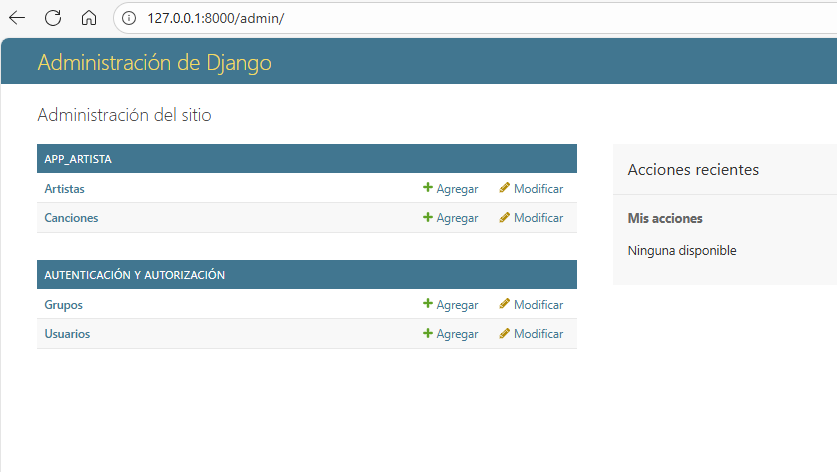 127.0.0.1:8000/admin/
Administración de Django
Administración del sitio
APP_ARTISTA
Artistas Agregar Modificar
Canciones Agregar Modificar
AUTENTICACIÓN Y AUTORIZACIÓN
Grupos Agregar Modificar
Usuarios Agregar Modificar
Acciones recientes
Mis acciones
Ninguna disponible